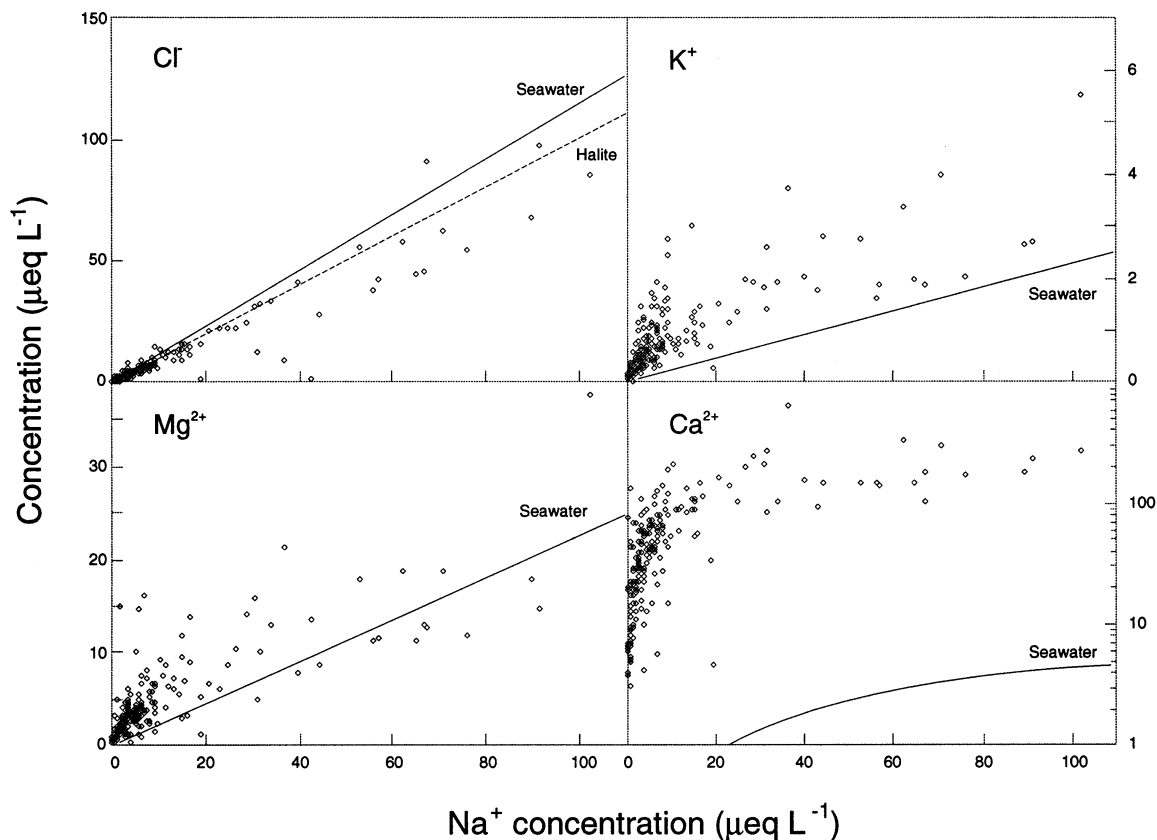 Concentration (μeq L⁻¹)
Cl⁻
Seawater
Halite
150
100
50
0
K⁺
Seawater
6
4
2
0
Mg²⁺
Seawater
30
20
10
0
0 20 40 60 80 100
Ca²⁺
Seawater
100
10
1
0 20 40 60 80 100
Na⁺ concentration (μeq L⁻¹)